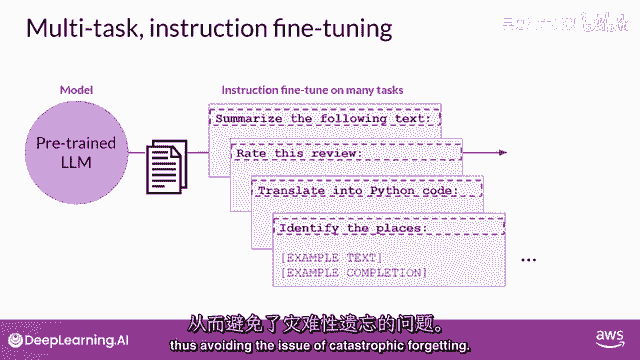 Multi-task, instruction fine-tuning
Model
Instruction fine-tune on many tasks
Pre-trained
LLM
Summarize the following text:
Rate this review:
Translate into Python code:
Identify the places:
[EXAMPLE TEXT]
[EXAMPLE COMPLETION]
...
从而避免了灾难性遗忘的问题。
thus avoiding the issue of catastrophic forgetting.
DeepLearning.AI
aws